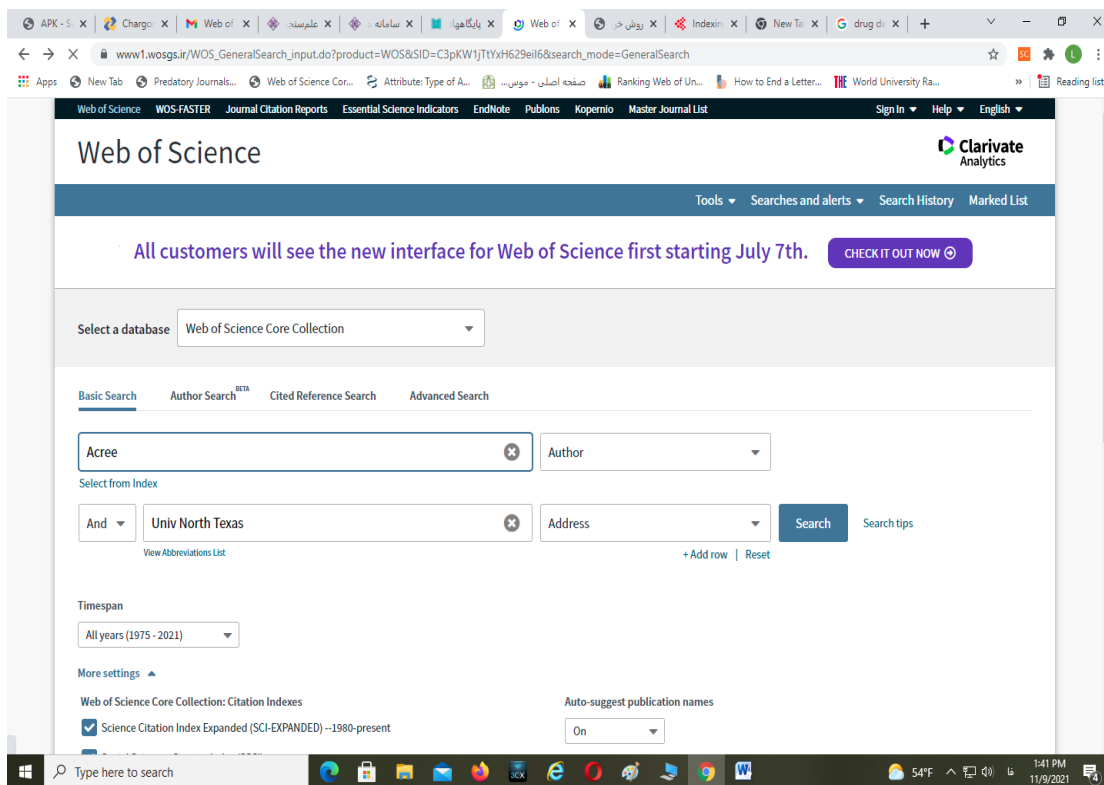 APK - S
Chargo
Web of
علم‌سنجـ
سامانه
پایگاهها
Web of
روش خر
Indexin
New Ta
drug de
www1.wosgs.ir/WOS_GeneralSearch_input.do?product=WOS&SID=C3pKW1jTtYxH629eil6&search_mode=GeneralSearch
SC
L
Apps New Tab Predatory Journals... Web of Science Cor... Attribute: Type of A... صفحه اصلی - موس... Ranking Web of Un... How to End a Letter... THE World University Ra... » Reading list
Web of Science WOS-FASTER Journal Citation Reports Essential Science Indicators EndNote Publons Kopernio Master Journal List Sign In Help English
Web of Science
Clarivate
Analytics
Tools Searches and alerts Search History Marked List
All customers will see the new interface for Web of Science first starting July 7th. CHECK IT OUT NOW
Select a database Web of Science Core Collection
Basic Search Author Search BETA Cited Reference Search Advanced Search
Acree Author
Select from Index
And Univ North Texas Address Search Search tips
View Abbreviations List
+ Add row | Reset
Timespan
All years (1975 - 2021)
More settings
Web of Science Core Collection: Citation Indexes Auto-suggest publication names
Science Citation Index Expanded (SCI-EXPANDED) --1980-present
On
Type here to search
3CX
54°F
فا
1:41 PM
11/9/2021
4